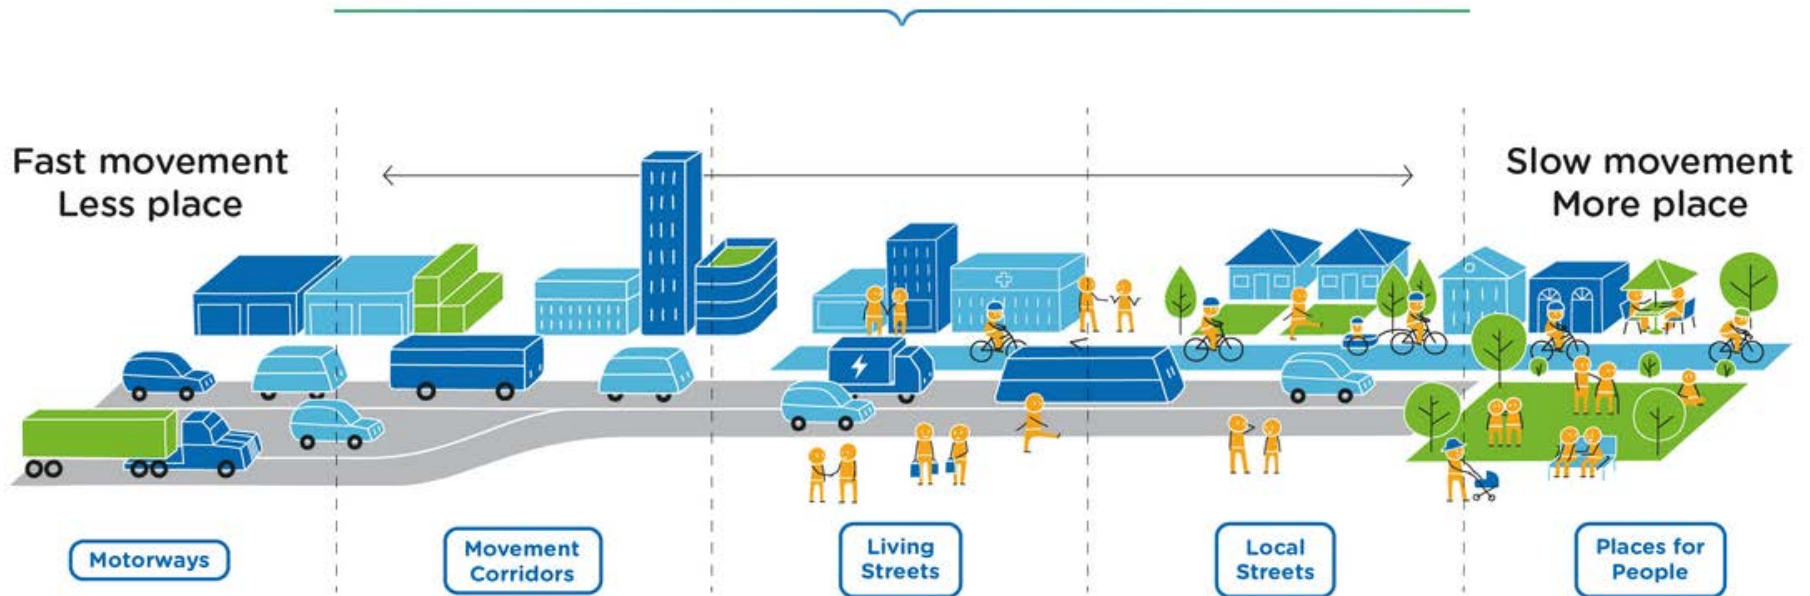 Fast movement
Less place
Slow movement
More place
Motorways
Movement
Corridors
Living
Streets
Local
Streets
Places for
People